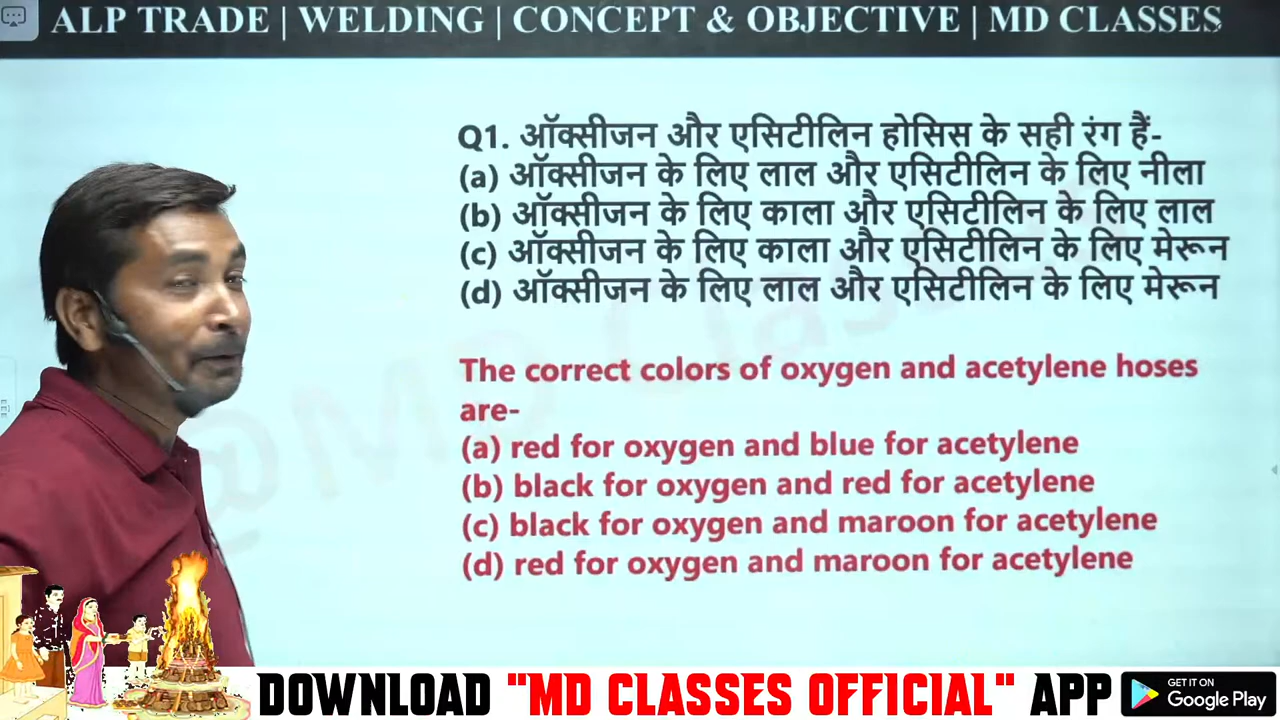 ALP TRADE | WELDING | CONCEPT & OBJECTIVE | MD CLASSES
Q1. ऑक्सीजन और एसिटीलिन होसिस के सही रंग हैं-
(a) ऑक्सीजन के लिए लाल और एसिटीलिन के लिए नीला
(b) ऑक्सीजन के लिए काला और एसिटीलिन के लिए लाल
(c) ऑक्सीजन के लिए काला और एसिटीलिन के लिए मेरून
(d) ऑक्सीजन के लिए लाल और एसिटीलिन के लिए मेरून
The correct colors of oxygen and acetylene hoses
are-
(a) red for oxygen and blue for acetylene
(b) black for oxygen and red for acetylene
(c) black for oxygen and maroon for acetylene
(d) red for oxygen and maroon for acetylene
@MD Classes
DOWNLOAD "MD CLASSES OFFICIAL" APP
GET IT ON
Google Play